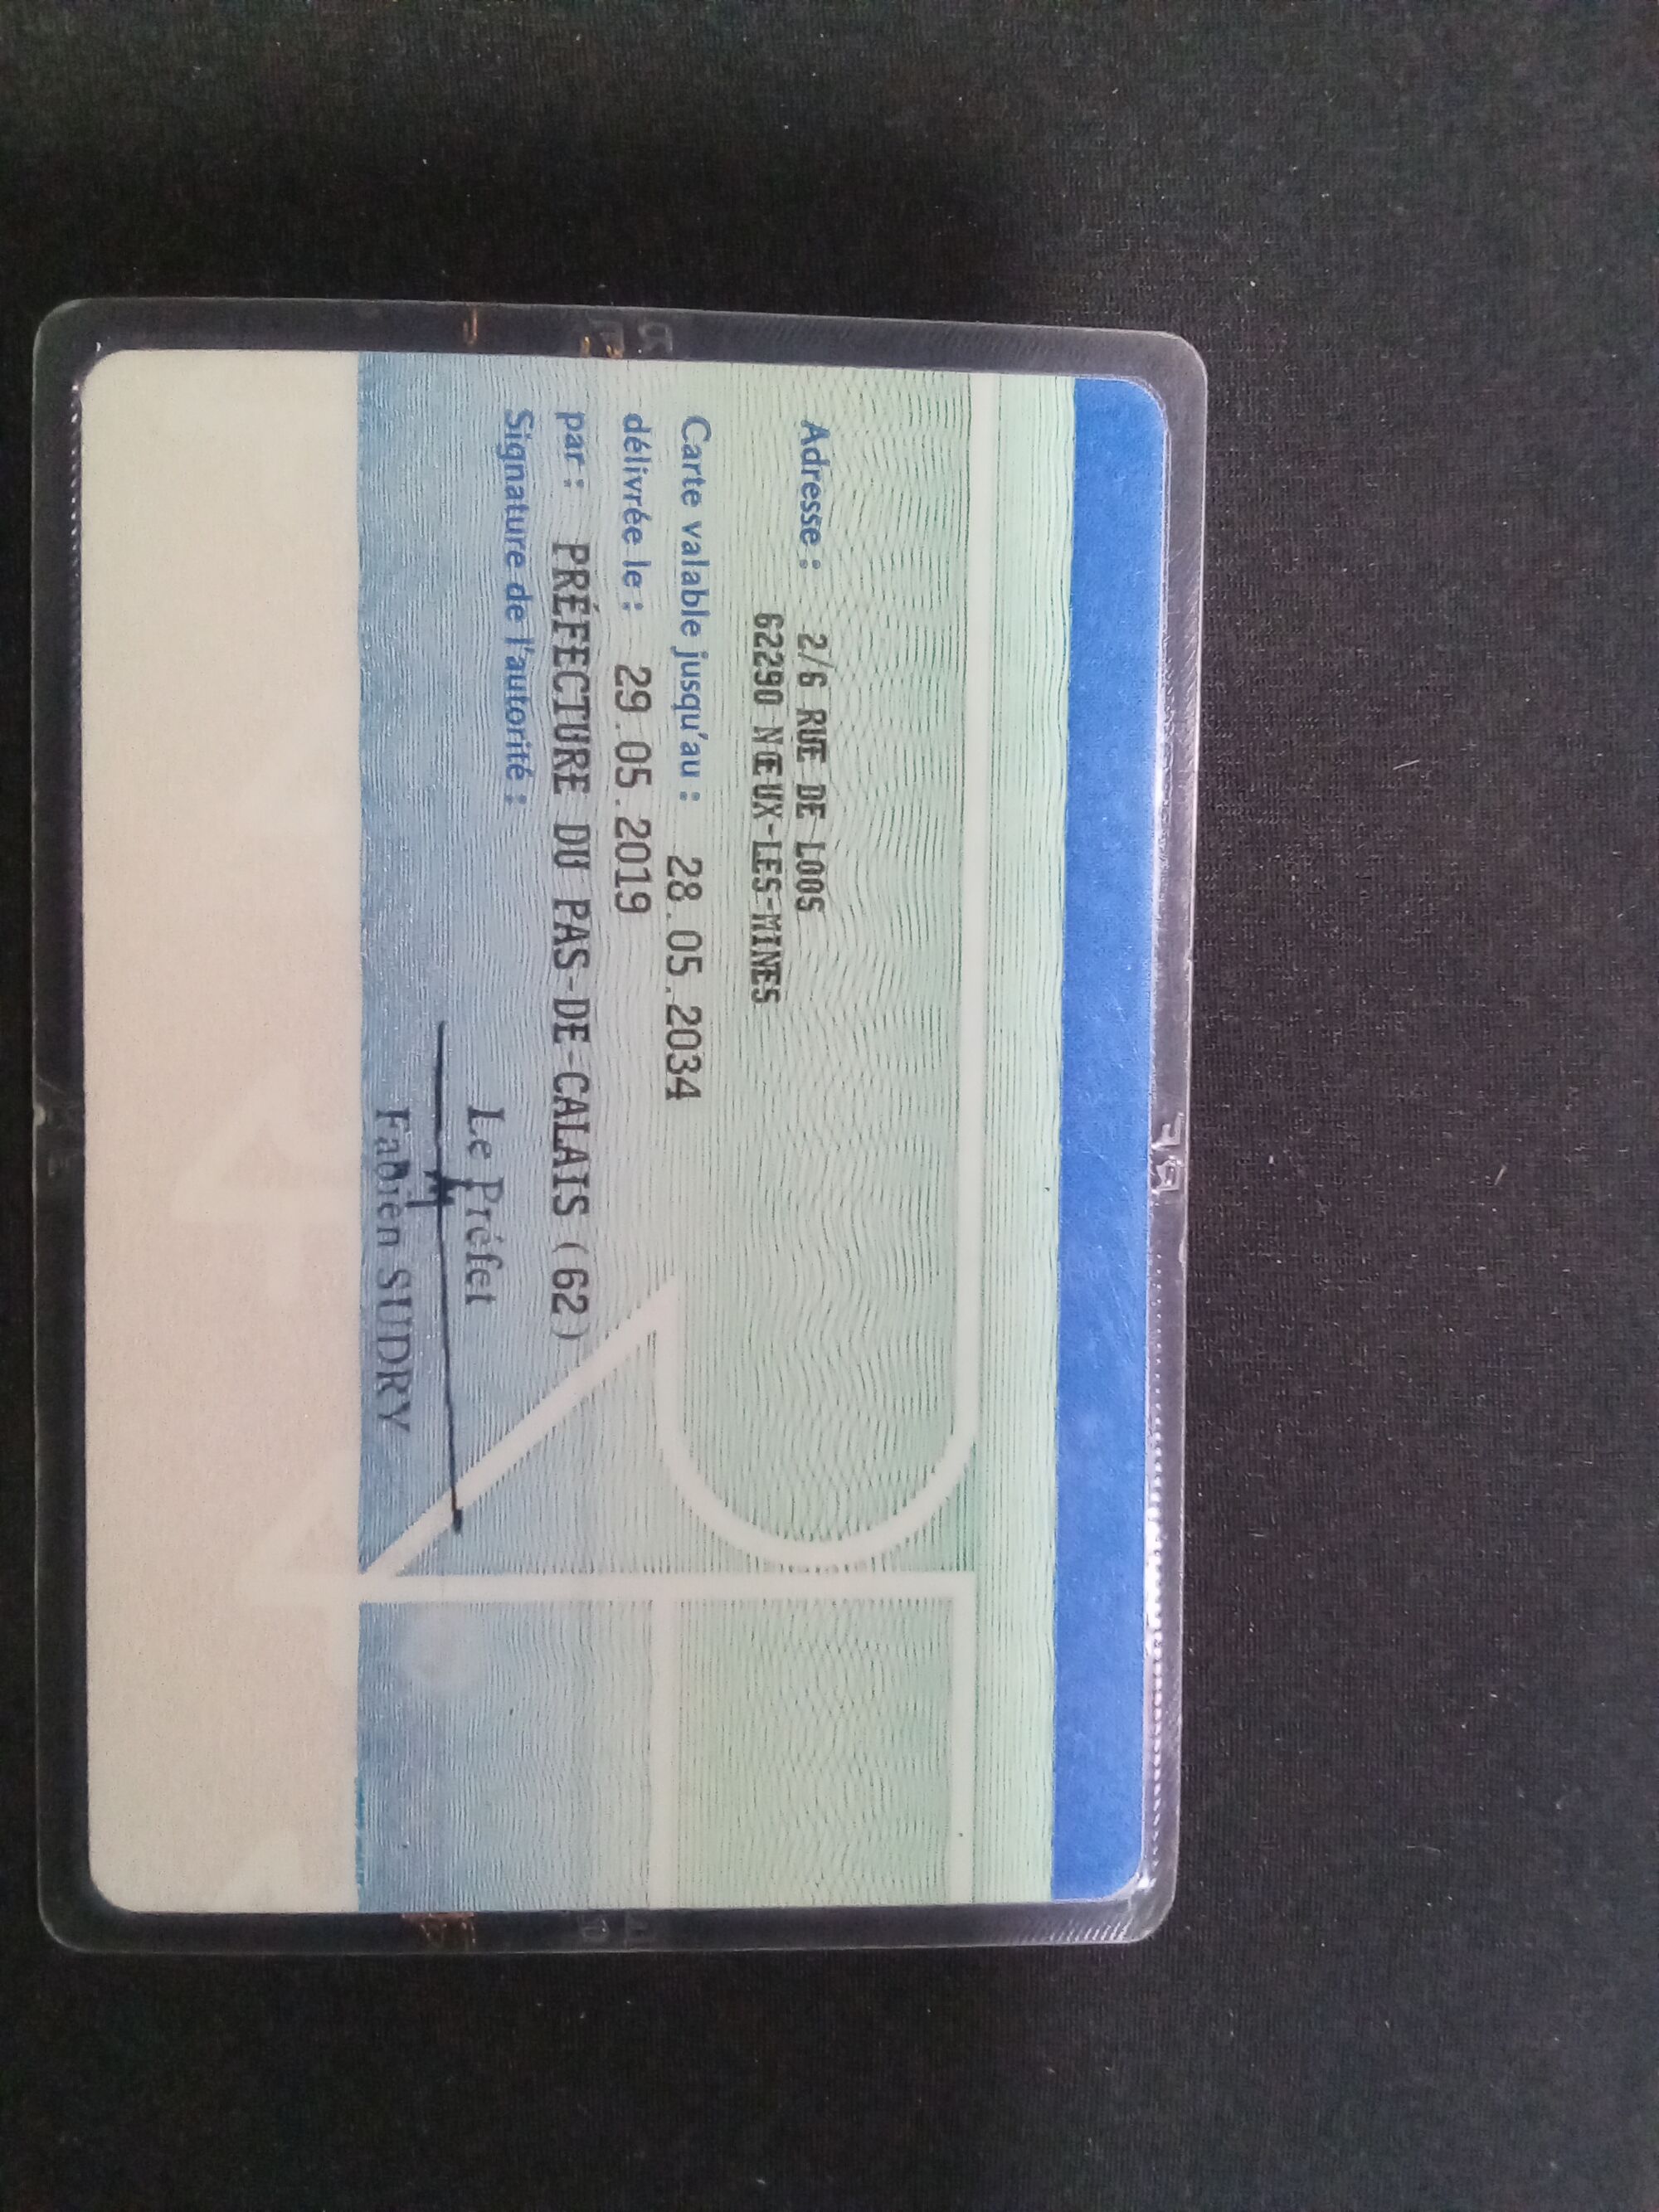 Adresse : 2/6 RUE DE LOOS
62290 NŒUX-LES-MINES
Carte valable jusqu'au : 28.05.2034
délivrée le : 29.05.2019
par : PRÉFECTURE DU PAS-DE-CALAIS (62)
Signature de l'autorité :
Le Préfet
Fabien SUDRY